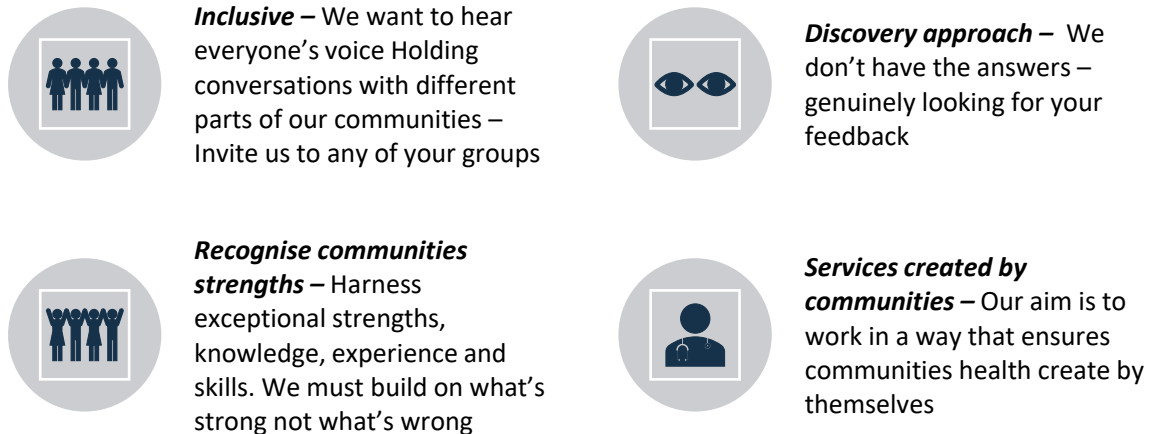 Inclusive – We want to hear
everyone’s voice Holding
conversations with different
parts of our communities –
Invite us to any of your groups
Discovery approach –  We
don’t have the answers –
genuinely looking for your
feedback
Recognise communities
strengths – Harness
exceptional strengths,
knowledge, experience and
skills. We must build on what’s
strong not what’s wrong
Services created by
communities – Our aim is to
work in a way that ensures
communities health create by
themselves